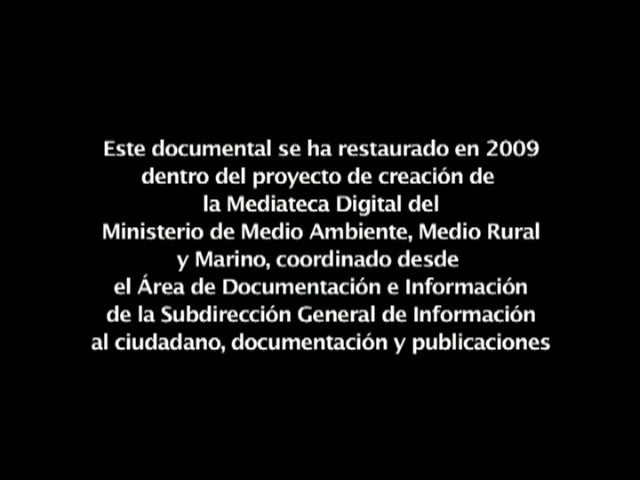 Este documental se ha restaurado en 2009
dentro del proyecto de creación de
la Mediateca Digital del
Ministerio de Medio Ambiente, Medio Rural
y Marino, coordinado desde
el Área de Documentación e Información
de la Subdirección General de Información
al ciudadano, documentación y publicaciones